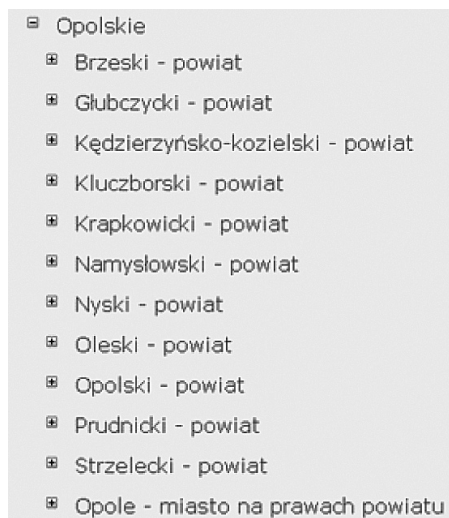 Opolskie
Brzeski - powiat
Głubczycki - powiat
Kędzierzyńsko-kozielski - powiat
Kluczborski - powiat
Krapkowicki - powiat
Namysłowski - powiat
Nyski - powiat
Oleski - powiat
Opolski - powiat
Prudnicki - powiat
Strzelecki - powiat
Opole - miasto na prawach powiatu